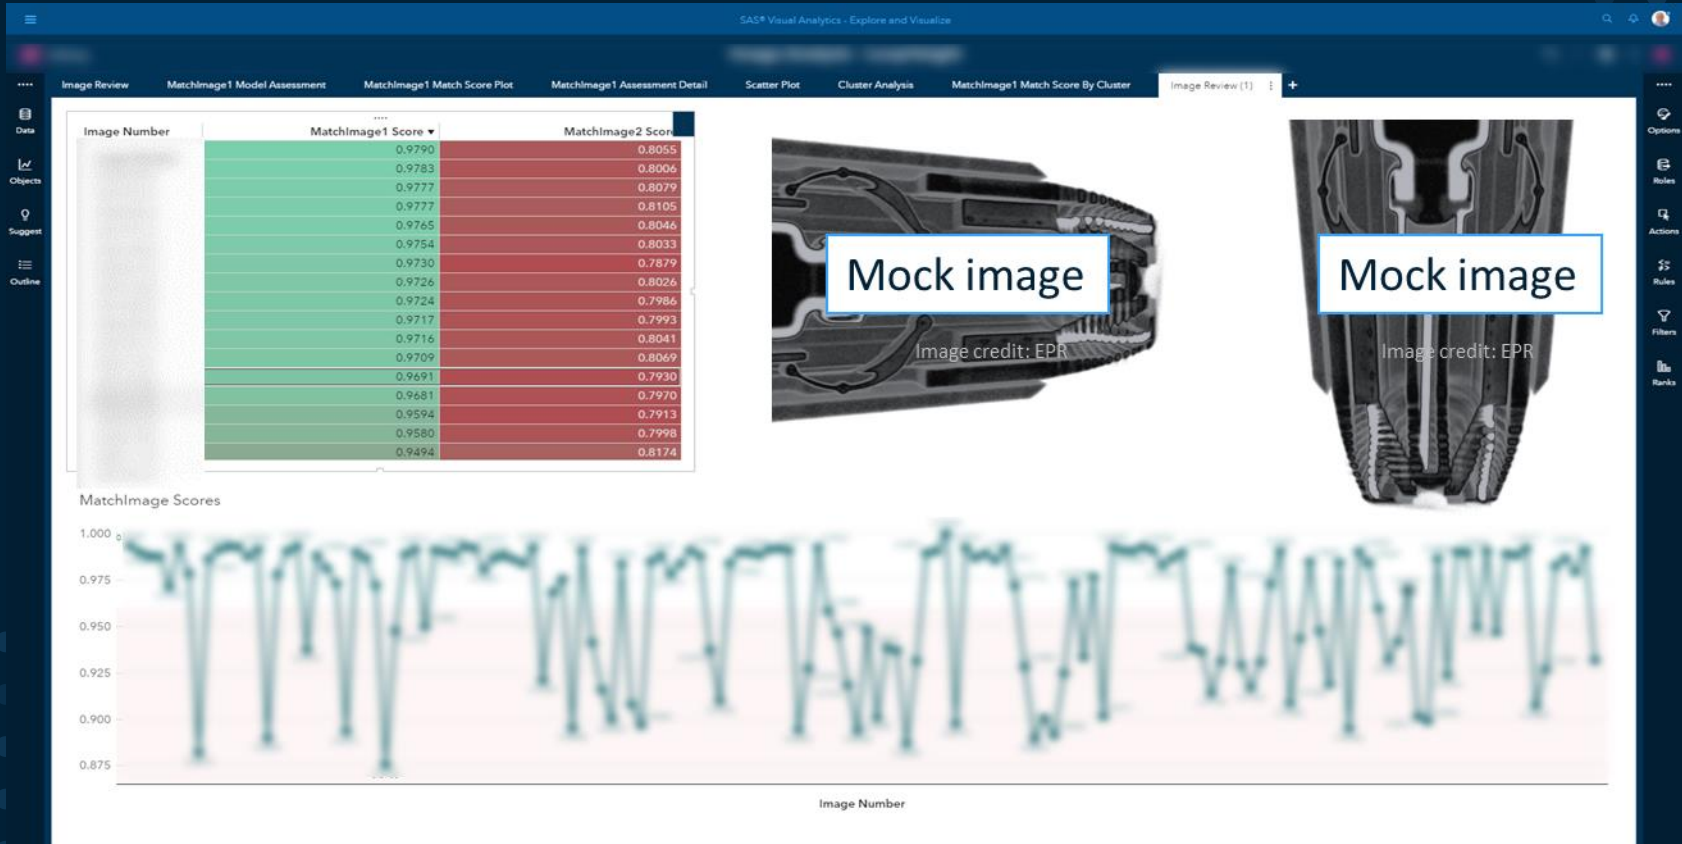 SAS® Visual Analytics - Explore and Visualize
Image Review
MatchImage1 Model Assessment
MatchImage1 Match Score Plot
MatchImage1 Assessment Detail
Scatter Plot
Cluster Analysis
MatchImage1 Match Score By Cluster
Image Review (1)
Data
Objects
Suggest
Outline
Image Number MatchImage1 Score MatchImage2 Score
0.9790 0.8055
0.9783 0.8006
0.9777 0.8079
0.9777 0.8105
0.9765 0.8046
0.9754 0.8033
0.9730 0.7879
0.9726 0.8026
0.9724 0.7986
0.9717 0.7993
0.9716 0.8041
0.9709 0.8069
0.9691 0.7930
0.9681 0.7970
0.9594 0.7913
0.9580 0.7998
0.9494 0.8174
Mock image
Image credit: EPR
Mock image
Image credit: EPR
Options
Roles
Actions
Rules
Filters
Ranks
MatchImage Scores
1.000
0.975
0.950
0.925
0.900
0.875
Image Number